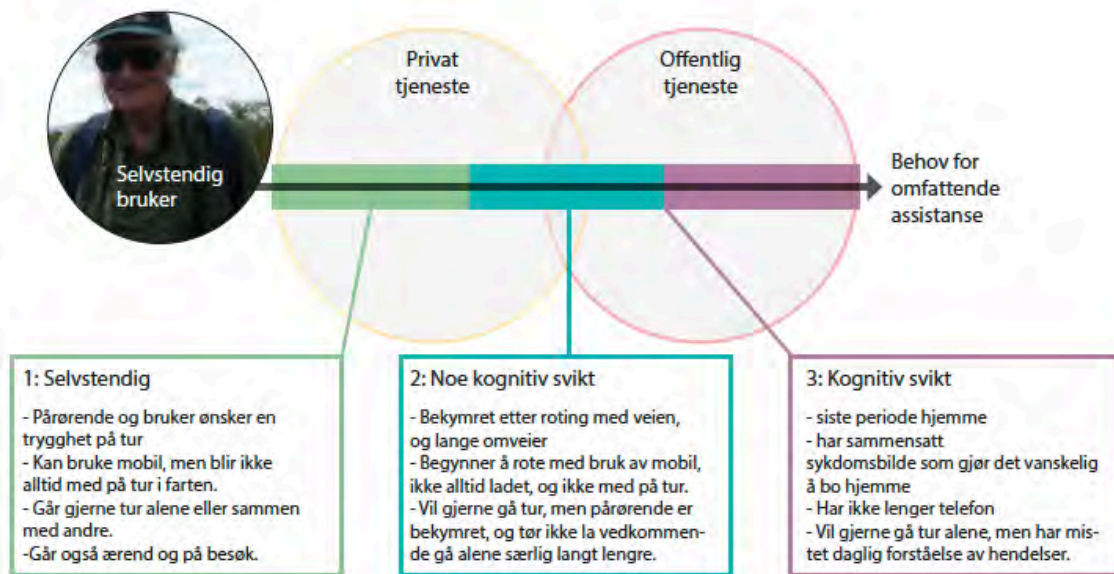 Selvstendig
bruker
Privat
tjeneste
Offentlig
tjeneste
Behov for
omfattende
assistanse
1: Selvstendig
- Pårørende og bruker ønsker en
trygghet på tur
- Kan bruke mobil, men blir ikke
alltid med på tur i farten.
- Går gjerne tur alene eller sammen
med andre.
-Går også ærend og på besøk.
2: Noe kognitiv svikt
- Bekymret etter roting med veien,
og lange omveier
- Begynner å rote med bruk av mobil,
ikke alltid ladet, og ikke med på tur.
- Vil gjerne gå tur, men pårørende er
bekymret, og tør ikke la vedkommen-
de gå alene særlig langt lengre.
3: Kognitiv svikt
- siste periode hjemme
- har sammensatt
sykdomsbilde som gjør det vanskelig
å bo hjemme
- Har ikke lenger telefon
- Vil gjerne gå tur alene, men har mis-
tet daglig forståelse av hendelser.